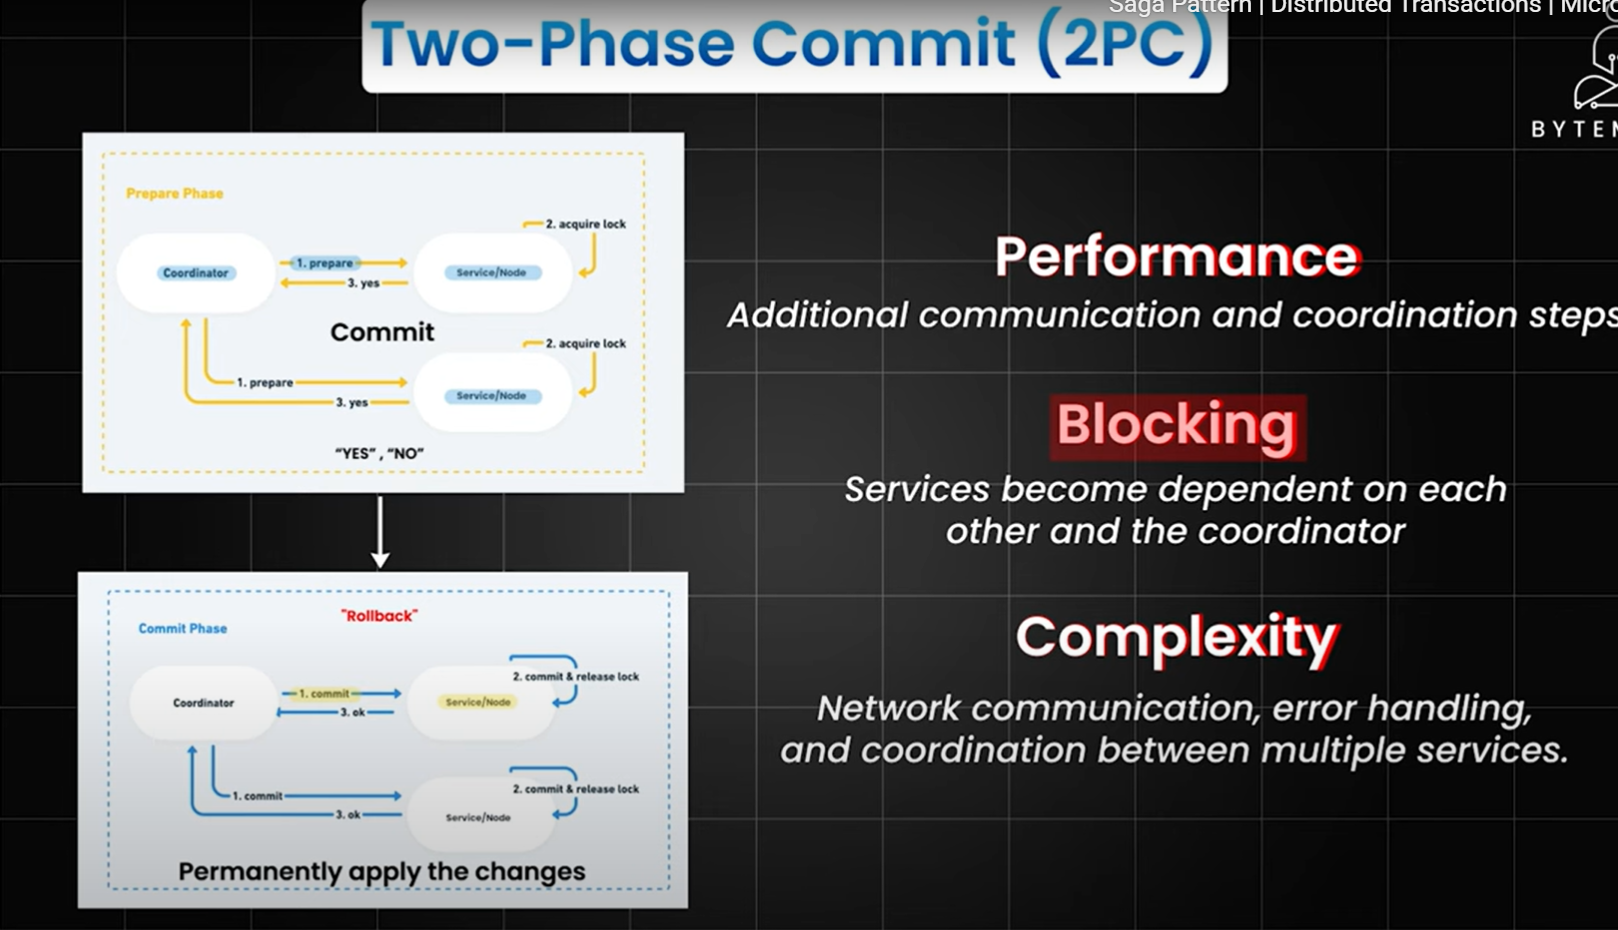 Saga Pattern | Distributed Transactions |
Two-Phase Commit (2PC)
Prepare Phase
2. acquire lock
Coordinator
1. prepare
Service/Node
3. yes
Commit
2. acquire lock
1. prepare
Service/Node
3. yes
“YES” , “NO”
"Rollback"
Commit Phase
2. commit & release lock
Coordinator
1. commit
Service/Node
3. ok
2. commit & release lock
1. commit
3. ok
Service/Node
Permanently apply the changes
Performance
Additional communication and coordination steps
Blocking
Services become dependent on each
other and the coordinator
Complexity
Network communication, error handling,
and coordination between multiple services.